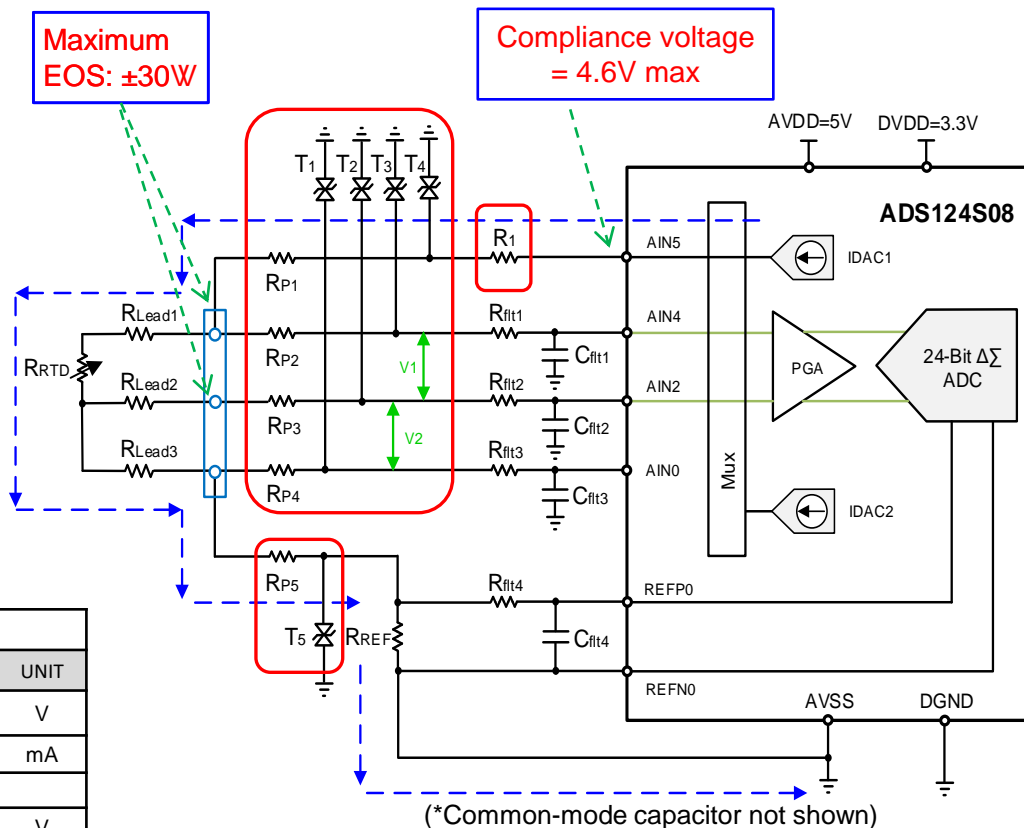 Maximum
EOS: ±30W
Compliance voltage
= 4.6V max
AVDD=5V
DVDD=3.3V
T1
T2
T3
T4
ADS124S08
R1
AIN5
IDAC1
RP1
RLead1
Rflt1
AIN4
RP2
Cflt1
V1
RRTD
RLead2
Rflt2
AIN2
PGA
24-Bit ΔΣ
ADC
RP3
Cflt2
V2
RLead3
Rflt3
AIN0
RP4
Cflt3
Mux
IDAC2
RP5
Rflt4
REFP0
T5
RREF
Cflt4
REFN0
UNIT
V
mA
V
AVSS
DGND
(*Common-mode capacitor not shown)